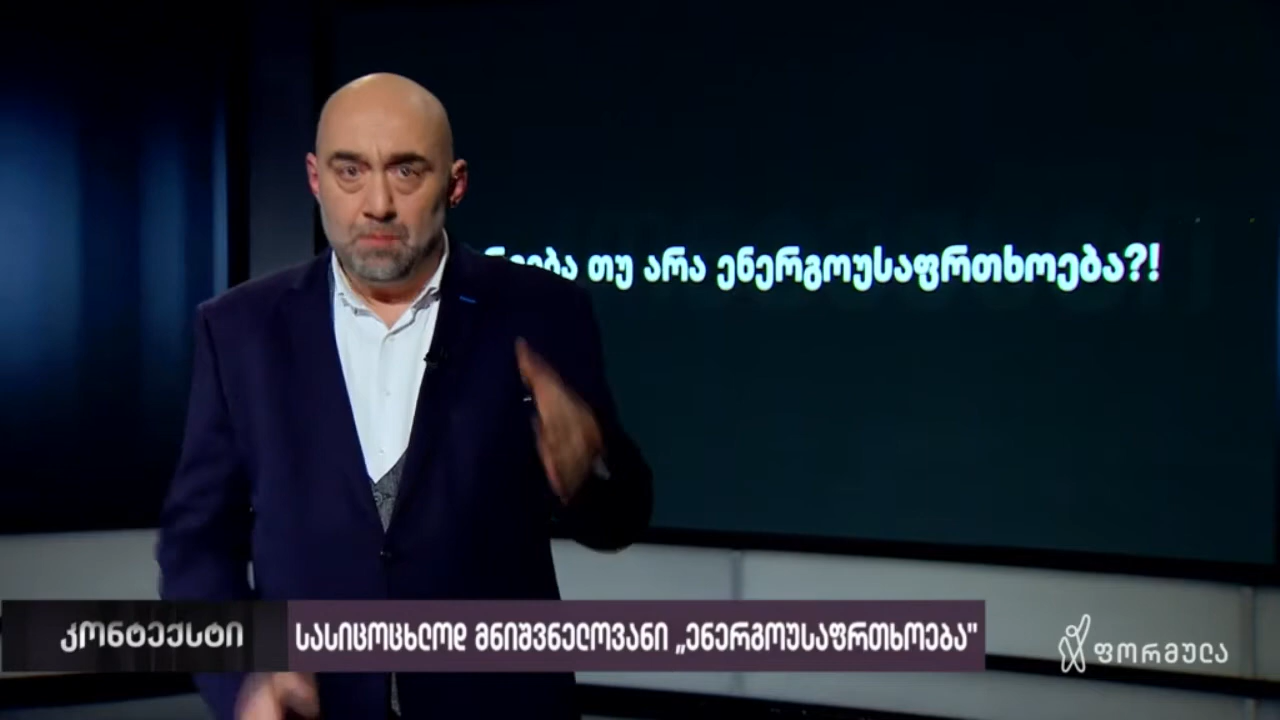 თუ არა ენერგოუსაფრთხოება?!
კონტექსტი
სასიცოცხლოდ მნიშვნელოვანი „ენერგოუსაფრთხოება"
ფორმულა